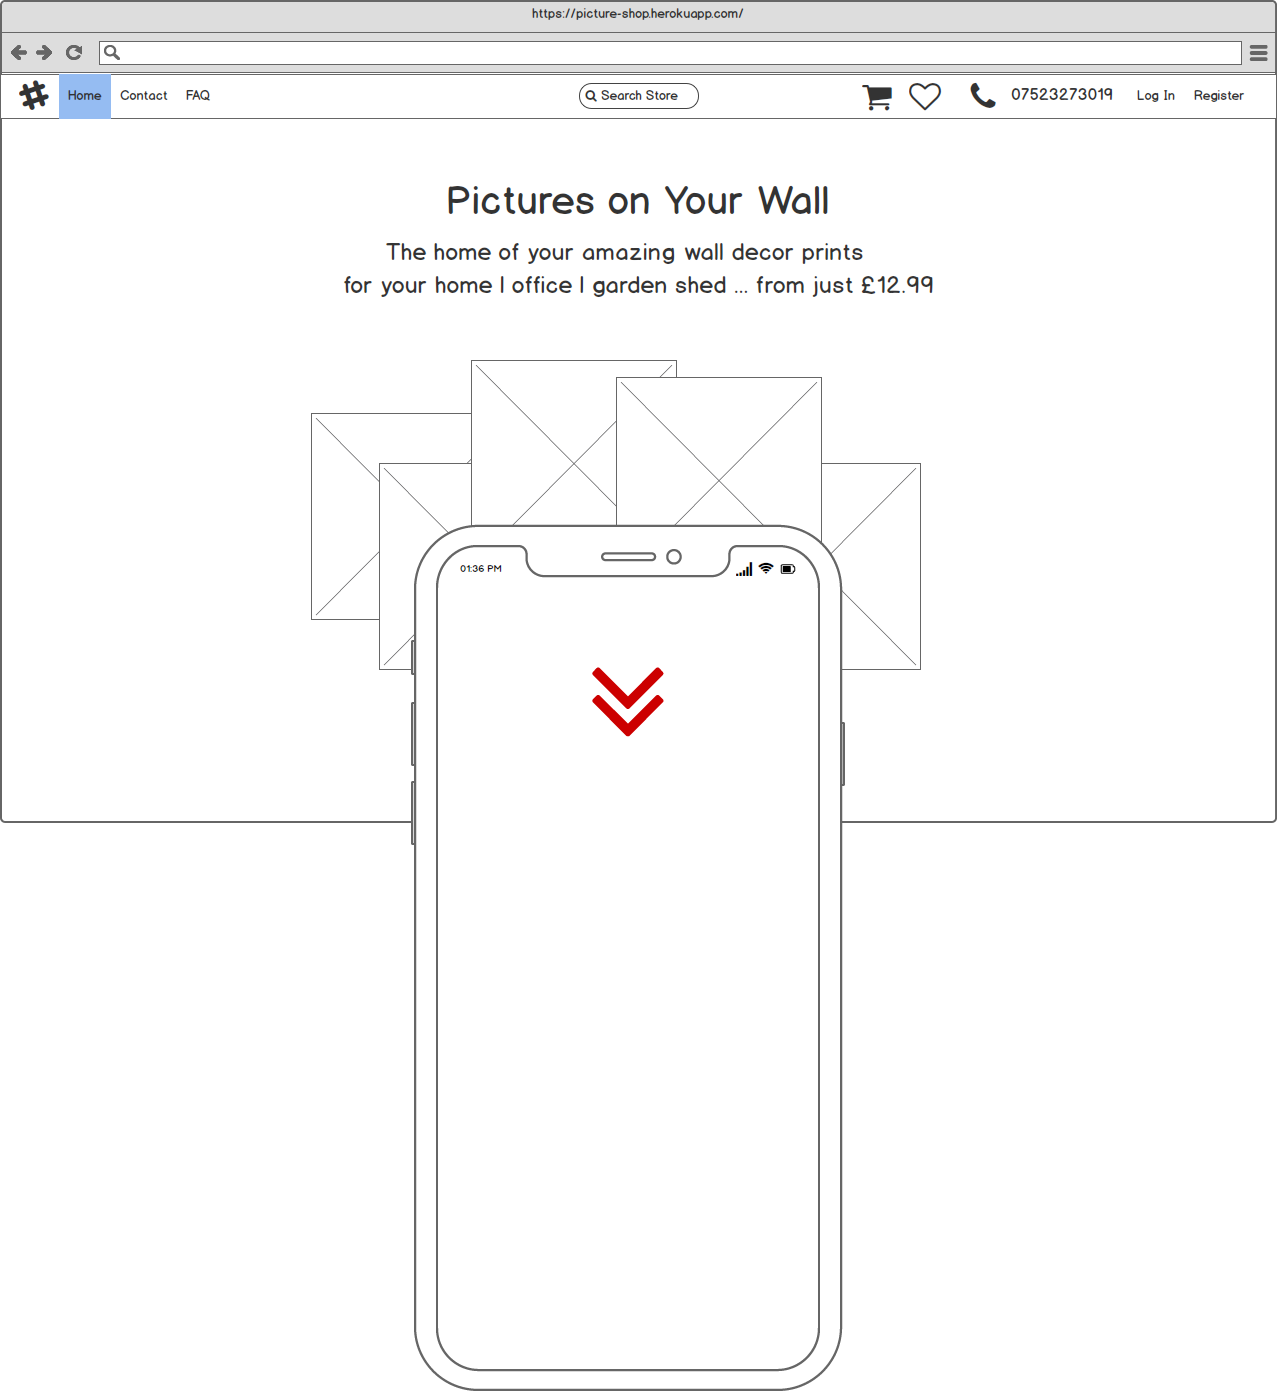 https://picture-shop.herokuapp.com/
Home Contact FAQ Search Store 07523273019 Log In Register
Pictures on Your Wall
The home of your amazing wall decor prints
for your home | office | garden shed ... from just £12.99
01:36 PM